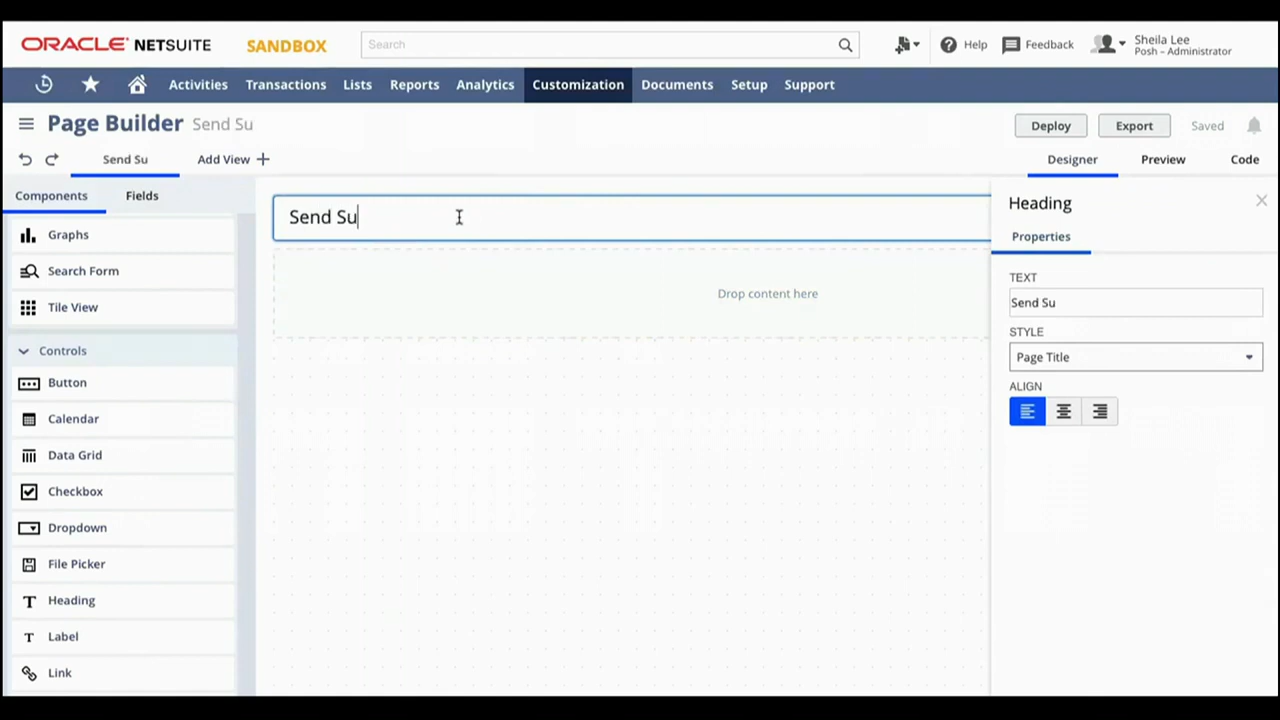 ORACLE NETSUITE SANDBOX Search Help Feedback Sheila Lee
Posh – Administrator
Activities Transactions Lists Reports Analytics Customization Documents Setup Support
Page Builder Send Su Deploy Export Saved
Send Su Add View Designer Preview Code
Components Fields
Graphs
Search Form
Tile View
Controls
Button
Calendar
Data Grid
Checkbox
Dropdown
File Picker
Heading
Label
Link
Send Su
Drop content here
Heading
Properties
TEXT
Send Su
STYLE
Page Title
ALIGN